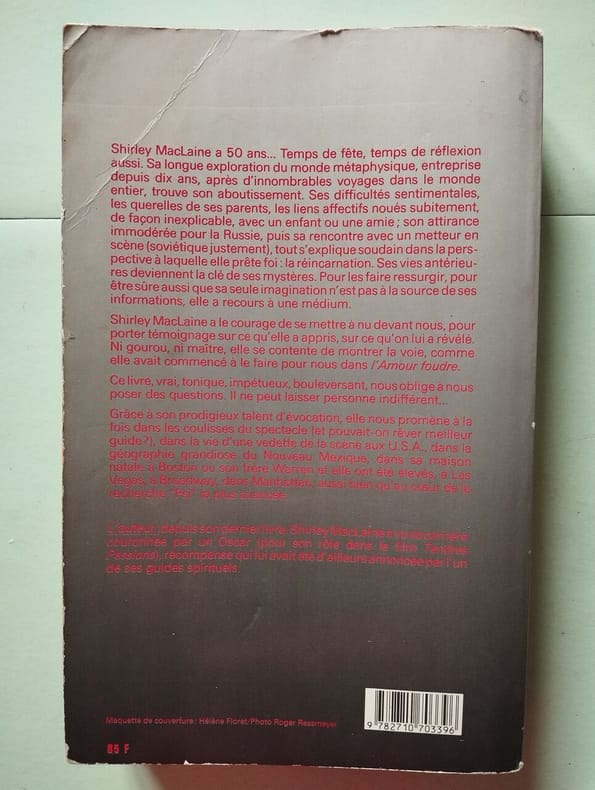 Shirley MacLaine a 50 ans... Temps de fête, temps de réflexion
aussi. Sa longue exploration du monde métaphysique, entreprise
depuis dix ans, après d'innombrables voyages dans le monde
entier, trouve son aboutissement. Ses difficultés sentimentales,
les querelles de ses parents, les liens affectifs noués subitement,
de façon inexplicable, avec un enfant ou une amie ; son attirance
immodérée pour la Russie, puis sa rencontre avec un metteur en
scène (soviétique justement), tout s'explique soudain dans la pers-
pective à laquelle elle prête foi : la réincarnation. Ses vies antérieu-
res deviennent la clé de ses mystères. Pour les faire ressurgir, pour
être sûre aussi que sa seule imagination n'est pas à la source de ses
informations, elle a recours à une médium.
Shirley MacLaine a le courage de se mettre à nu devant nous, pour
porter témoignage sur ce qu'elle a appris, sur ce qu'on lui a révélé.
Ni gourou, ni maître, elle se contente de montrer la voie, comme
elle avait commencé à le faire pour nous dans l'Amour foudre.
Ce livre, vrai, tonique, impétueux, bouleversant, nous oblige à nous
poser des questions. Il ne peut laisser personne indifférent...
Grâce à son prodigieux talent d'évocation, elle nous promène à la
fois dans les coulisses du spectacle (et pouvait-on rêver meilleur
guide?), dans la vie d'une vedette de la scène aux U.S.A., dans la
géographie grandiose du Nouveau Mexique, dans sa maison
natale à Boston où son frère Warren et elle ont été élevés, à Las
Vegas, à Broadway, dans Manhattan, aussi bien qu'au cœur de la
recherche "Psi" la plus avancée.
L'auteur : depuis son dernier livre, Shirley MacLaine a vu sa carrière
couronnée par un Oscar (pour son rôle dans le film Tendres
Passions), récompense qui lui avait été d'ailleurs annoncée par l'un
de ses guides spirituels.
Maquette de couverture : Hélène Floret/Photo Roger Ressmeyer
9 782710 703396
85 F